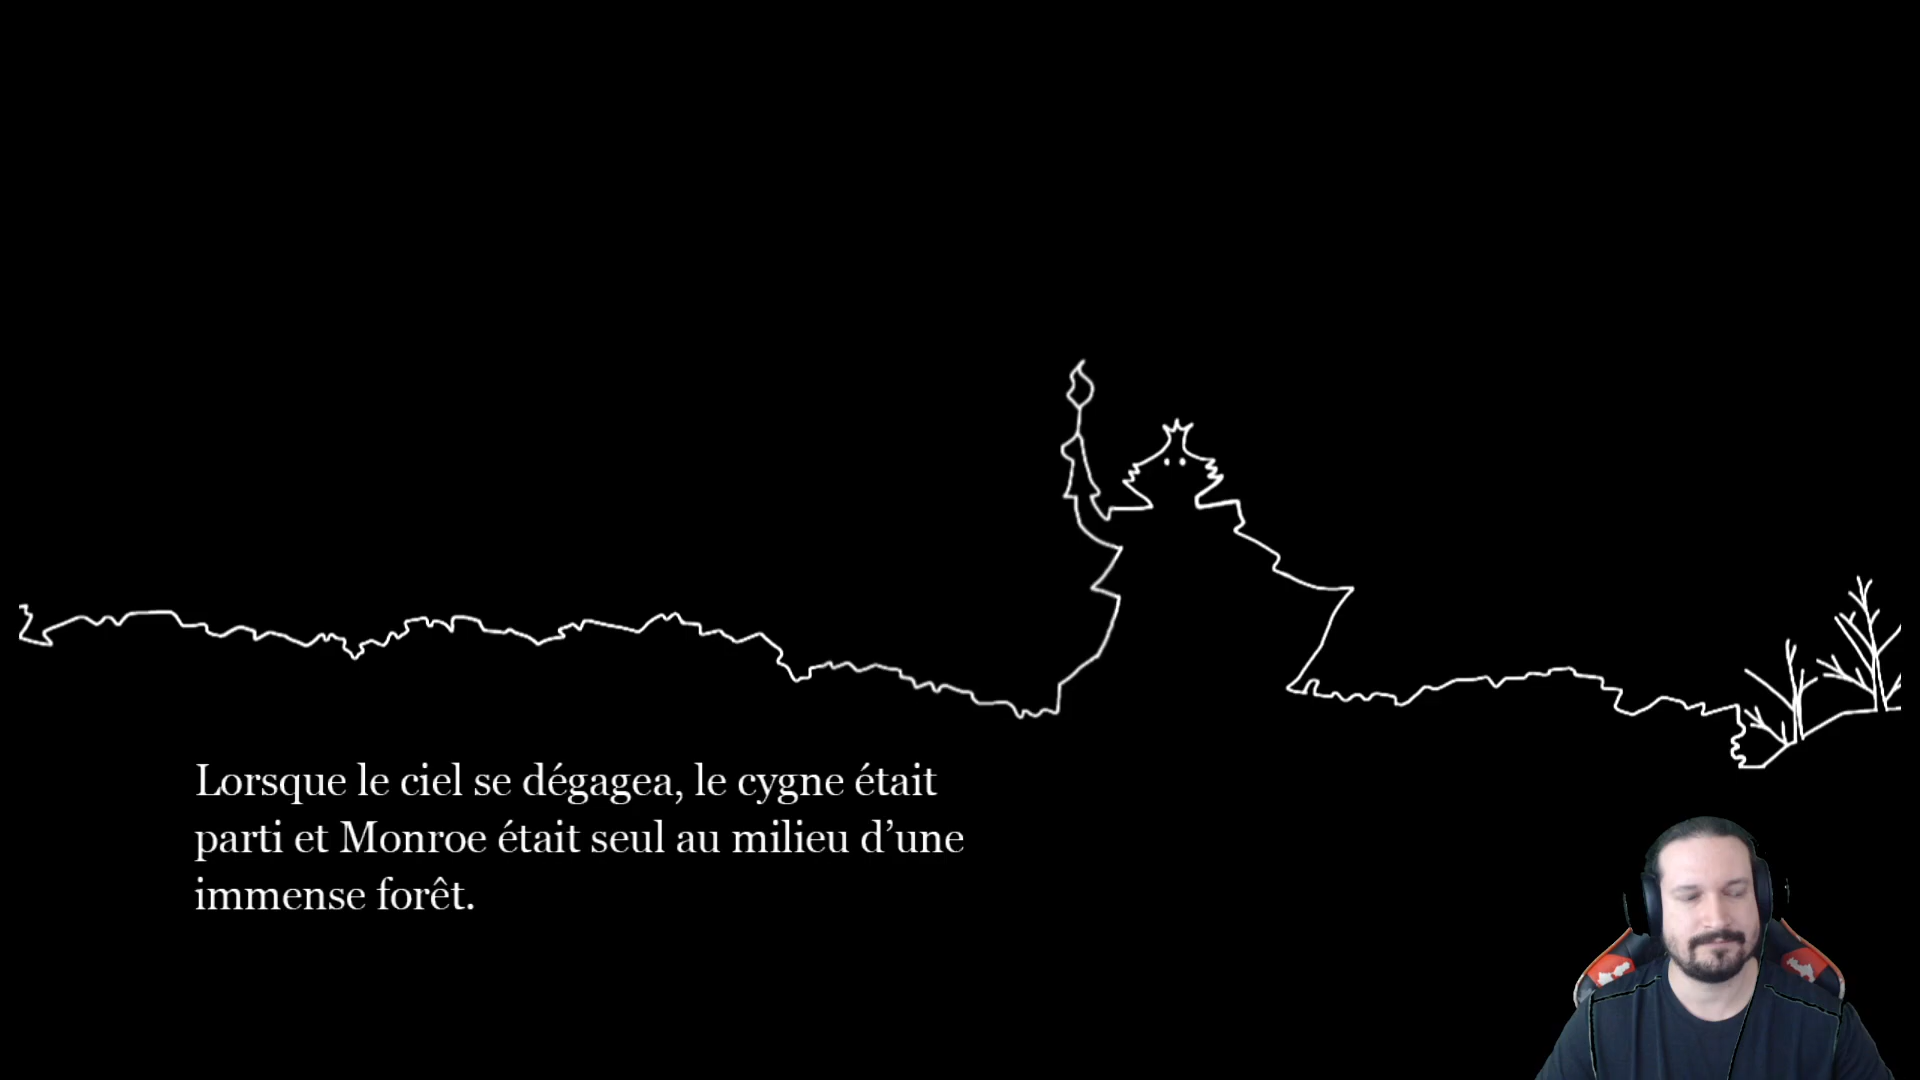 Lorsque le ciel se dégagea, le cygne était
parti et Monroe était seul au milieu d’une
immense forêt.